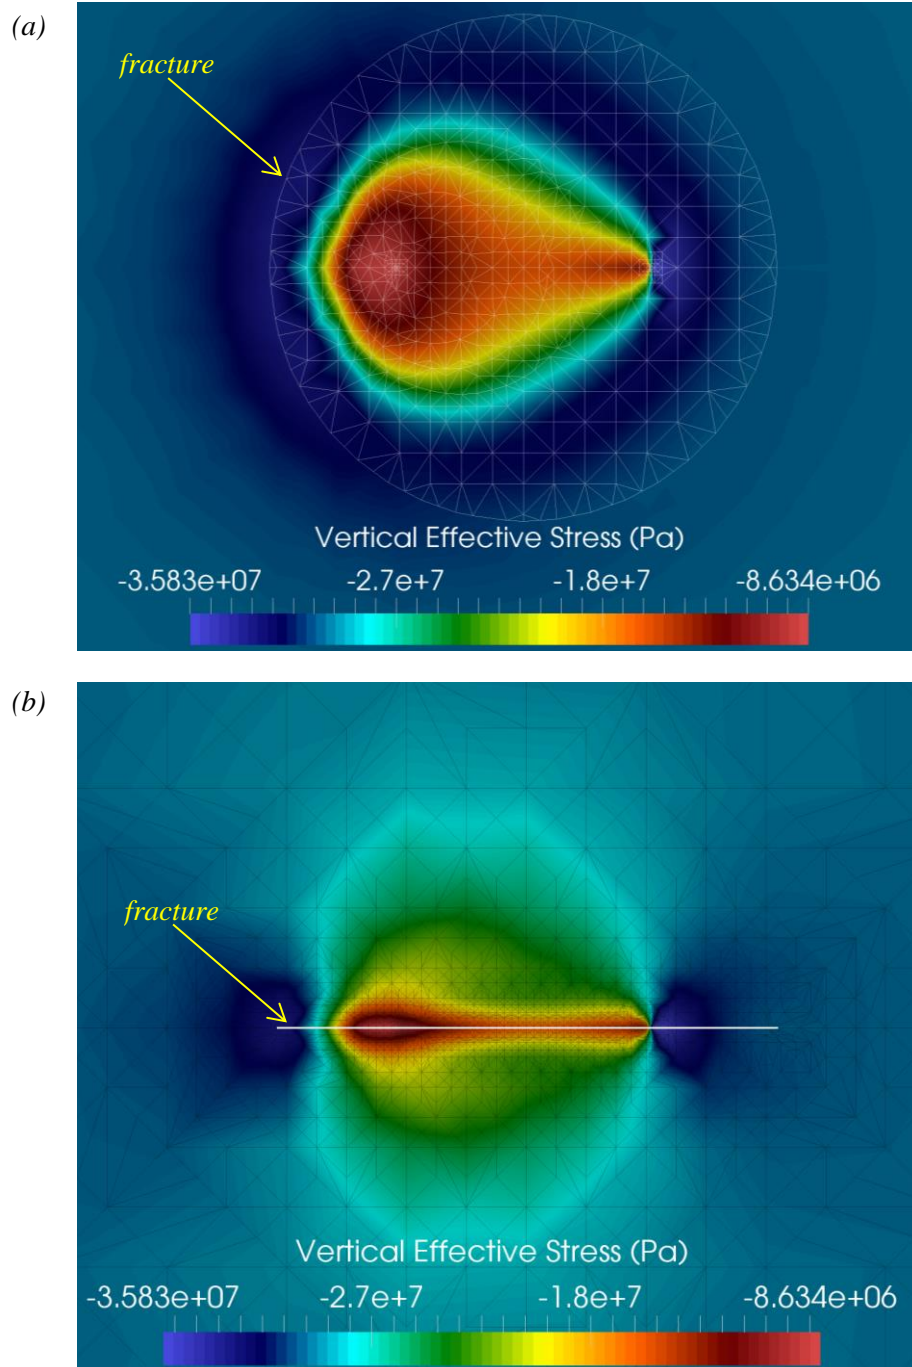 (a)
fracture
Vertical Effective Stress (Pa)
-3.583e+07 -2.7e+7 -1.8e+7 -8.634e+06
(b)
fracture
Vertical Effective Stress (Pa)
-3.583e+07 -2.7e+7 -1.8e+7 -8.634e+06